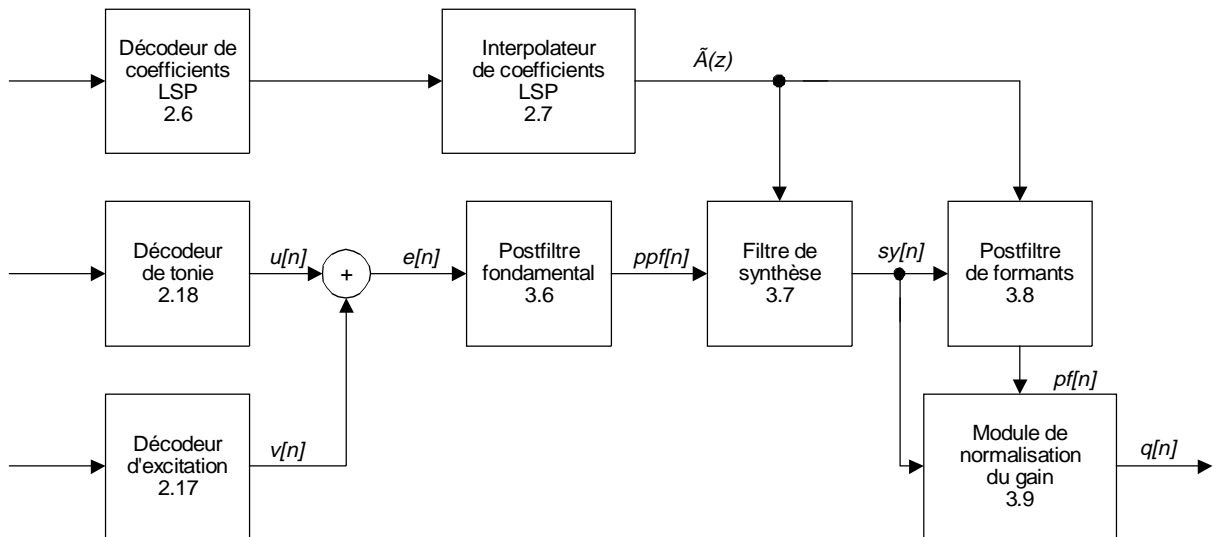 Décodeur de
coefficients
LSP
2.6
Interpolateur
de coefficients
LSP
2.7
Ã(z)
Décodeur
de tonie
2.18
u[n]
+
e[n]
Postfiltre
fondamental
3.6
ppf[n]
Filtre de
synthèse
3.7
sy[n]
Postfiltre
de formants
3.8
pf[n]
Décodeur
d'excitation
2.17
v[n]
Module de
normalisation
du gain
3.9
q[n]